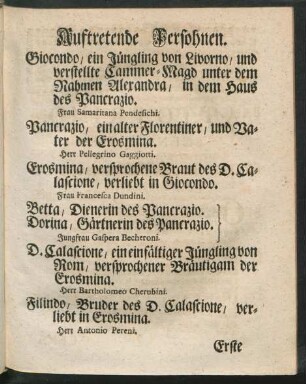 Auftretende Persohnen.
Giocondo/ ein Jüngling von Livorno/ und
verstellte Cammer-Magd unter dem
Nahmen Alexandra/ in dem Haus
des Pancrazio.
Frau Samaritana Pondesichi.
Pancrazio/ ein alter Florentiner/ und Va-
ter der Erosmina.
Herr Pellegrino Gaggiotti.
Erosmina/ versprochene Braut des D. Ca-
lascione/ verliebt in Giocondo.
Frau Francesca Dundini.
Betta/ Dienerin des Pancrazio.
Dorina/ Gärtnerin des Pancrazio.
Jungfrau Gaspera Becheroni.
D. Calascione/ ein einfältiger Jüngling von
Rom/ versprochener Bräutigam der
Erosmina.
Herr Bartholomeo Cherubini.
Filindo/ Bruder des D. Calascione/ ver-
liebt in Erosmina.
Herr Antonio Pereni.
Erste